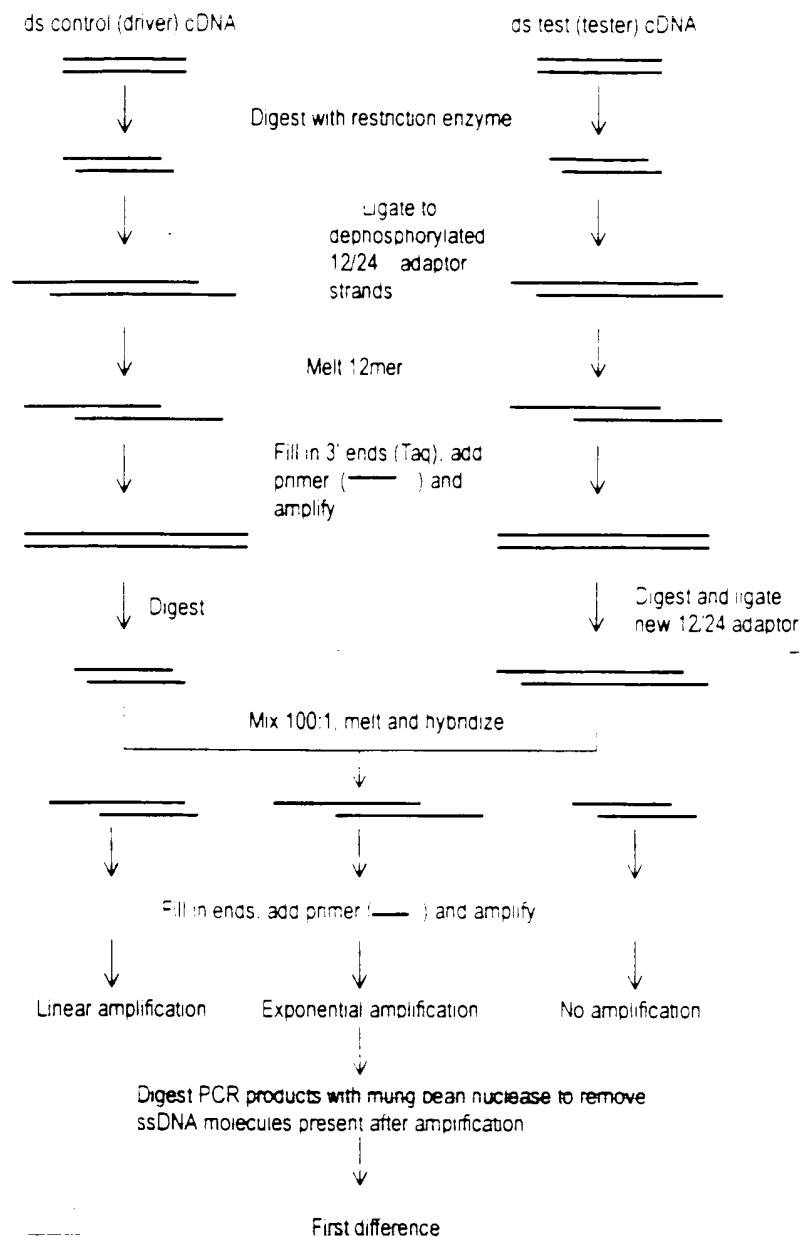 ds control (driver) cDNA
ds test (tester) cDNA
Digest with restriction enzyme
Ligate to
dephosphorylated
12/24 adaptor
strands
Melt 12mer
Fill in 3' ends (Taq), add
primer ( ) and
amplify
Digest
Digest and ligate
new 12/24 adaptor
Mix 100:1, melt and hybridize
Fill in ends, add primer ( ) and amplify
Linear amplification
Exponential amplification
No amplification
Digest PCR products with mung bean nuclease to remove
ssDNA molecules present after amplification
First difference